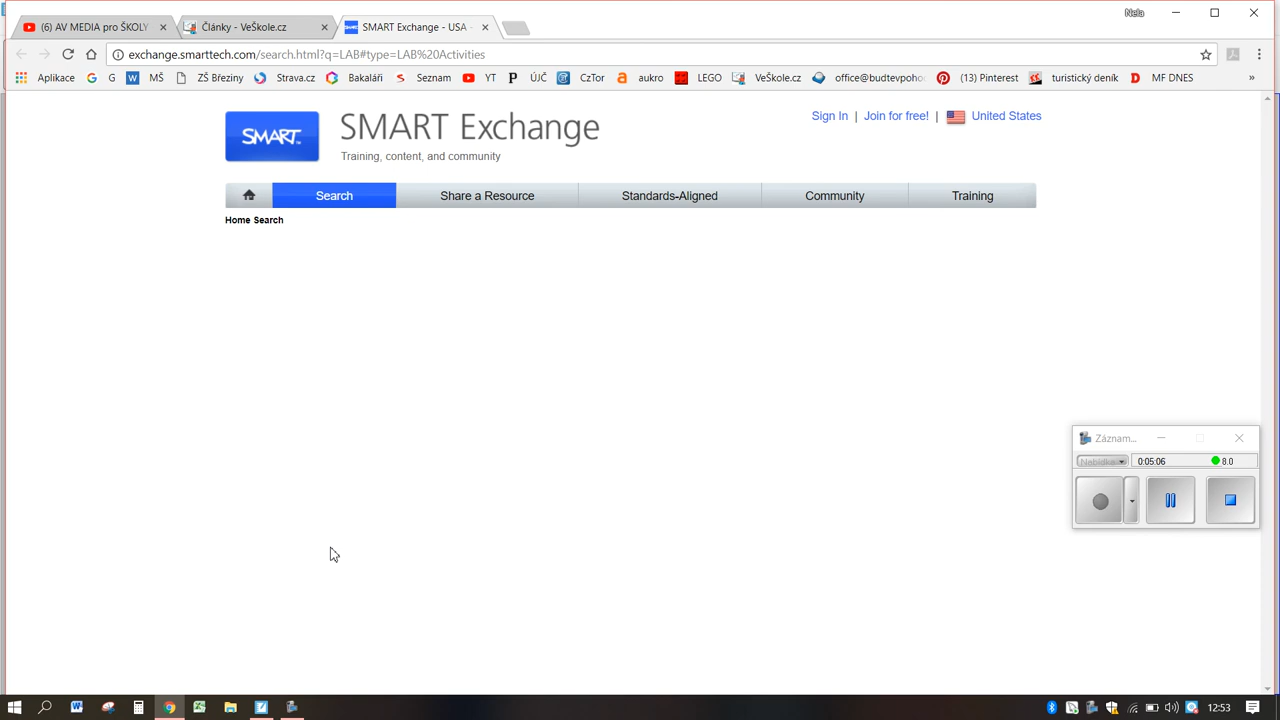 Nela
(6) AV MEDIA pro ŠKOLY
Články - VeŠkole.cz
SMART Exchange - USA -
exchange.smarttech.com/search.html?q=LAB#type=LAB%20Activities
Aplikace G MŠ ZŠ Březiny Strava.cz Bakaláři Seznam YT ÚJČ CzTor aukro LEGO VeŠkole.cz office@budtevpoho (13) Pinterest turistický deník MF DNES »
SMART
SMART Exchange
Training, content, and community
Sign In | Join for free! | United States
Search Share a Resource Standards-Aligned Community Training
Home Search
Záznam...
Nabídka 0:05:06 8.0
12:53